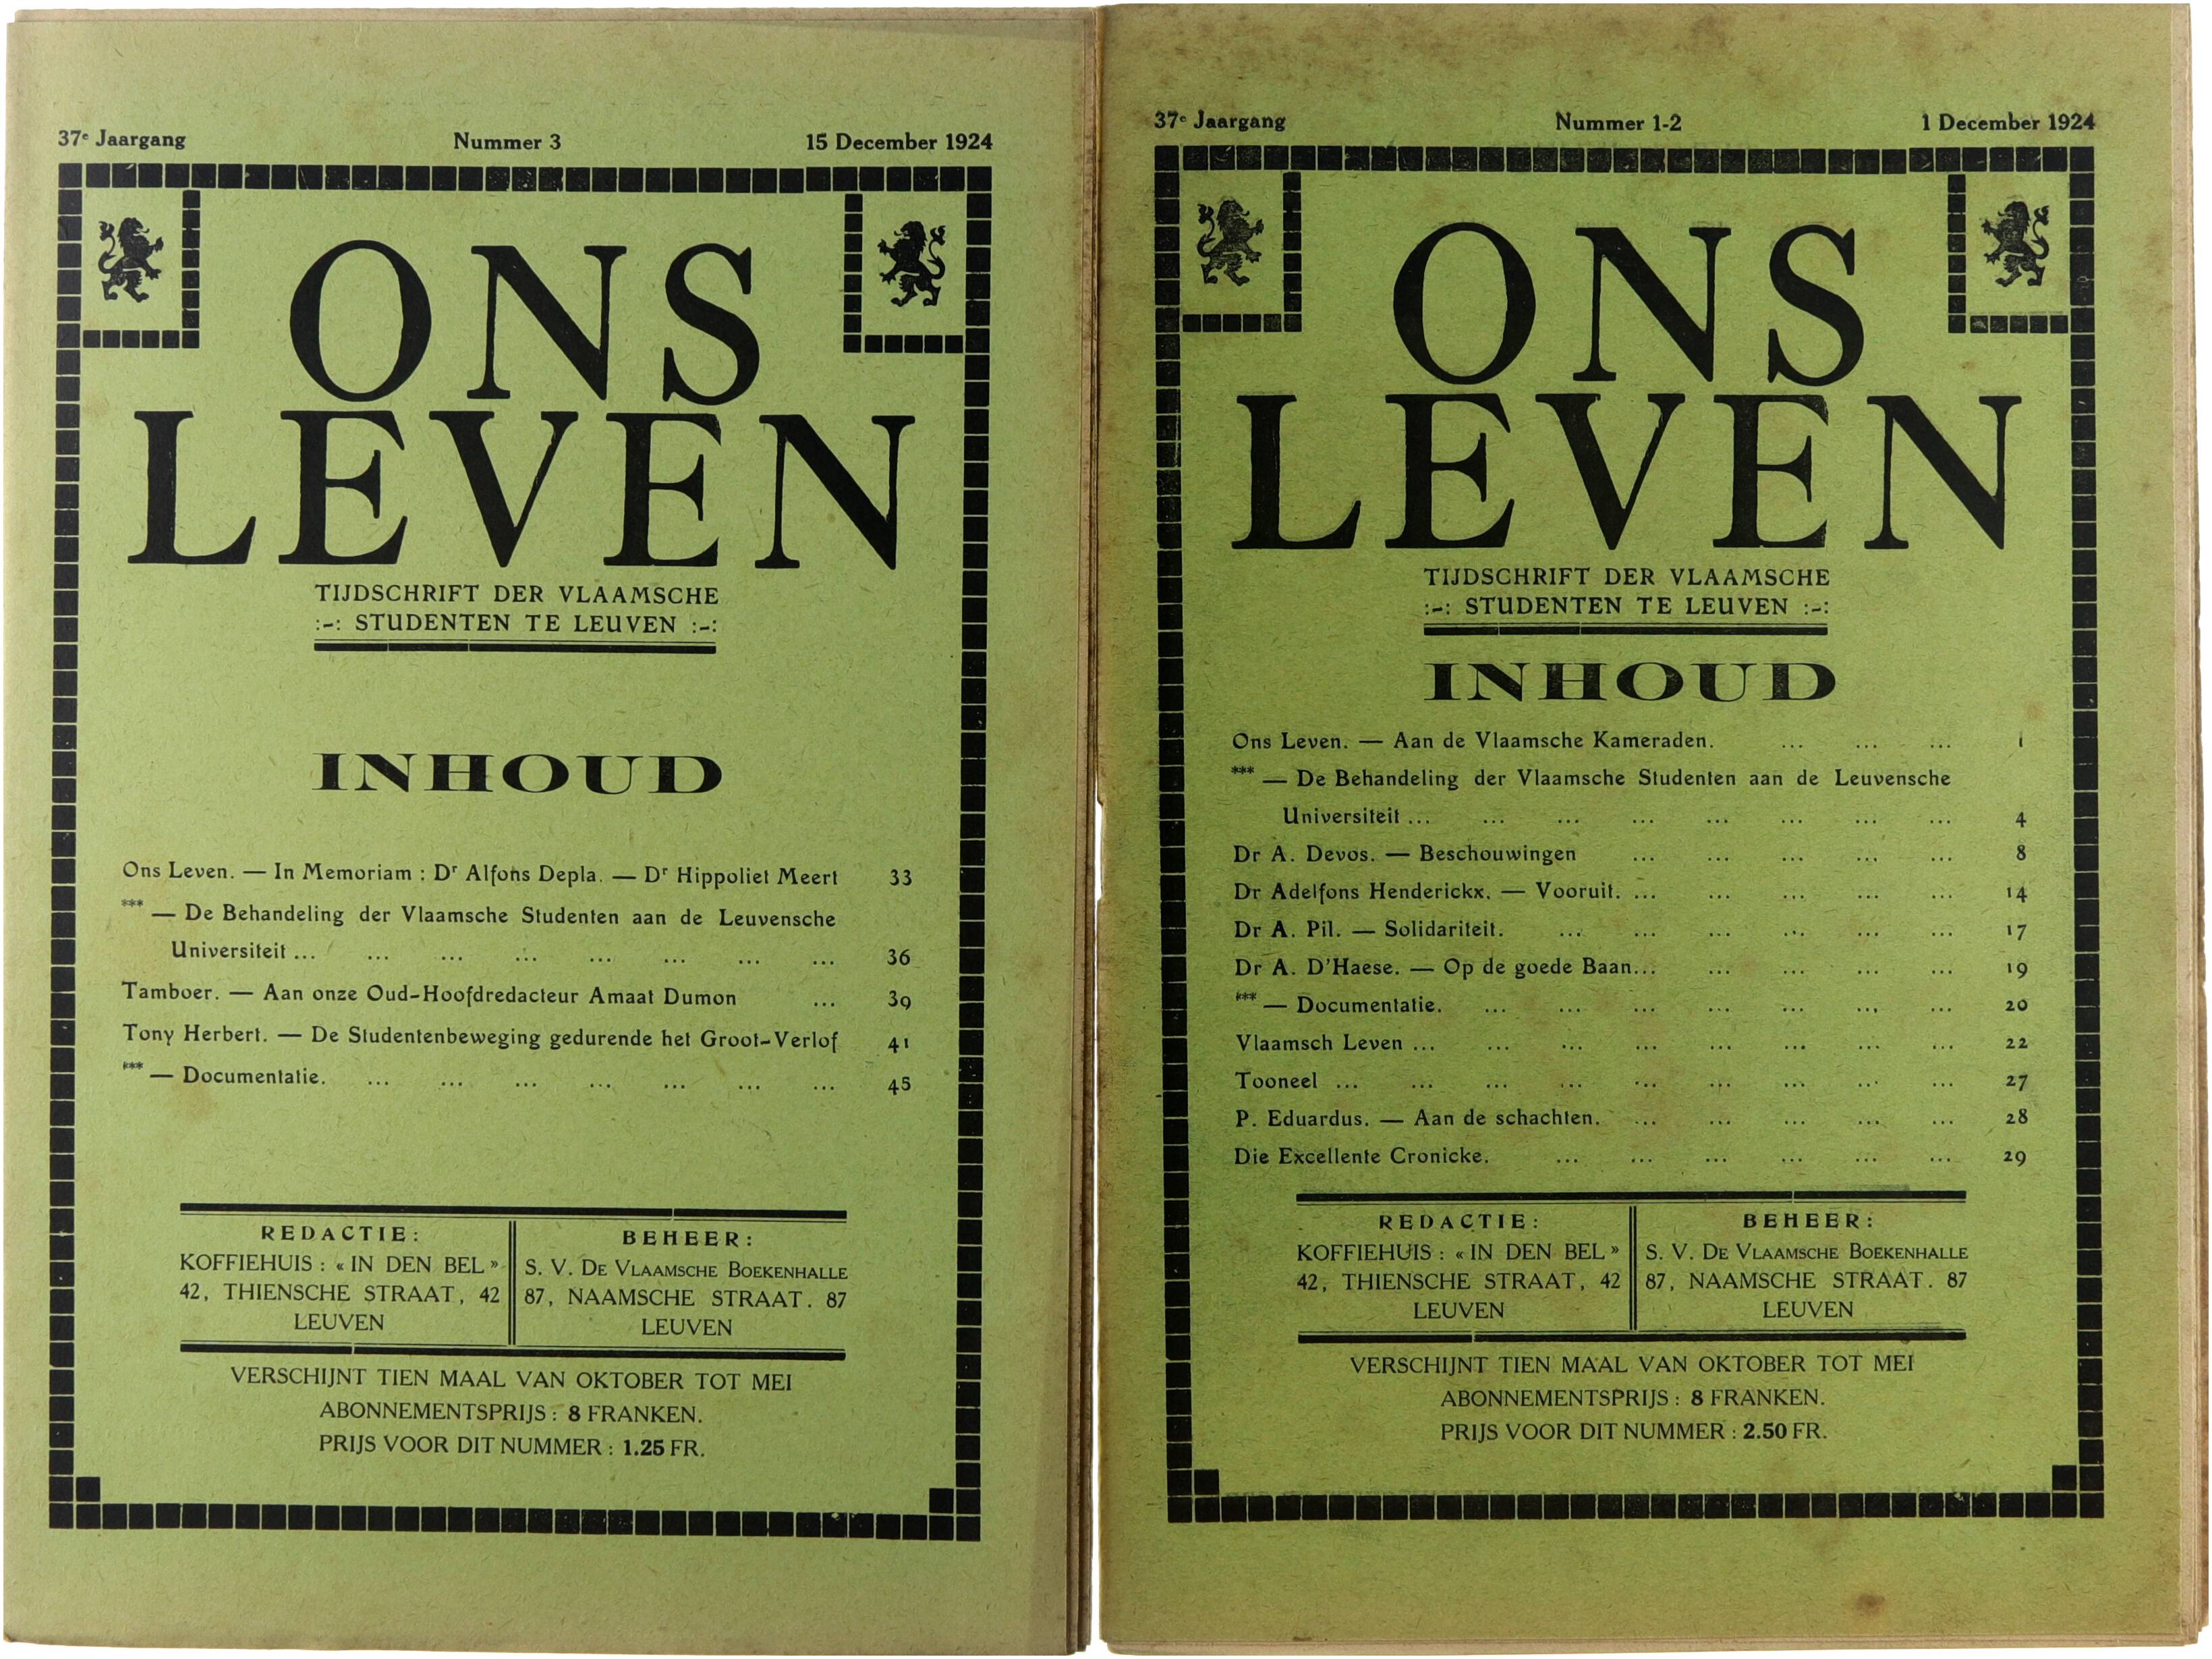 37e Jaargang Nummer 3 15 December 1924
ONS
LEVEN
TIJDSCHRIFT DER VLAAMSCHE
:-: STUDENTEN TE LEUVEN :-:
INHOUD
Ons Leven. — In Memoriam : Dr Alfons Depla. — Dr Hippoliet Meert 33
*** — De Behandeling der Vlaamsche Studenten aan de Leuvensche
Universiteit ... ... ... ... ... ... ... ... 36
Tamboer. — Aan onze Oud-Hoofdredacteur Amaat Dumon ... 39
Tony Herbert. — De Studentenbeweging gedurende het Groot-Verlof 41
*** — Documentatie. ... ... ... ... ... ... ... 45
REDACTIE:
KOFFIEHUIS : « IN DEN BEL »
42, THIENSCHE STRAAT, 42
LEUVEN
BEHEER:
S. V. DE VLAAMSCHE BOEKENHALLE
87, NAAMSCHE STRAAT. 87
LEUVEN
VERSCHIJNT TIEN MAAL VAN OKTOBER TOT MEI
ABONNEMENTSPRIJS : 8 FRANKEN.
PRIJS VOOR DIT NUMMER : 1.25 FR.
37e Jaargang Nummer 1-2 1 December 1924
ONS
LEVEN
TIJDSCHRIFT DER VLAAMSCHE
:-: STUDENTEN TE LEUVEN :-:
INHOUD
Ons Leven. — Aan de Vlaamsche Kameraden. ... ... ... 1
*** — De Behandeling der Vlaamsche Studenten aan de Leuvensche
Universiteit ... ... ... ... ... ... ... ... 4
Dr A. Devos. — Beschouwingen ... ... ... ... ... 8
Dr Adelfons Henderickx. — Vooruit. ... ... ... ... ... 14
Dr A. Pil. — Solidariteit. ... ... ... ... ... ... 17
Dr A. D'Haese. — Op de goede Baan... ... ... ... ... 19
*** — Documentatie. ... ... ... ... ... ... ... 20
Vlaamsch Leven ... ... ... ... ... ... ... ... 22
Tooneel ... ... ... ... ... ... ... ... ... 27
P. Eduardus. — Aan de schachten. ... ... ... ... ... 28
Die Excellente Cronicke. ... ... ... ... ... ... 29
REDACTIE:
KOFFIEHUIS : « IN DEN BEL »
42, THIENSCHE STRAAT, 42
LEUVEN
BEHEER:
S. V. DE VLAAMSCHE BOEKENHALLE
87, NAAMSCHE STRAAT. 87
LEUVEN
VERSCHIJNT TIEN MAAL VAN OKTOBER TOT MEI
ABONNEMENTSPRIJS : 8 FRANKEN.
PRIJS VOOR DIT NUMMER : 2.50 FR.